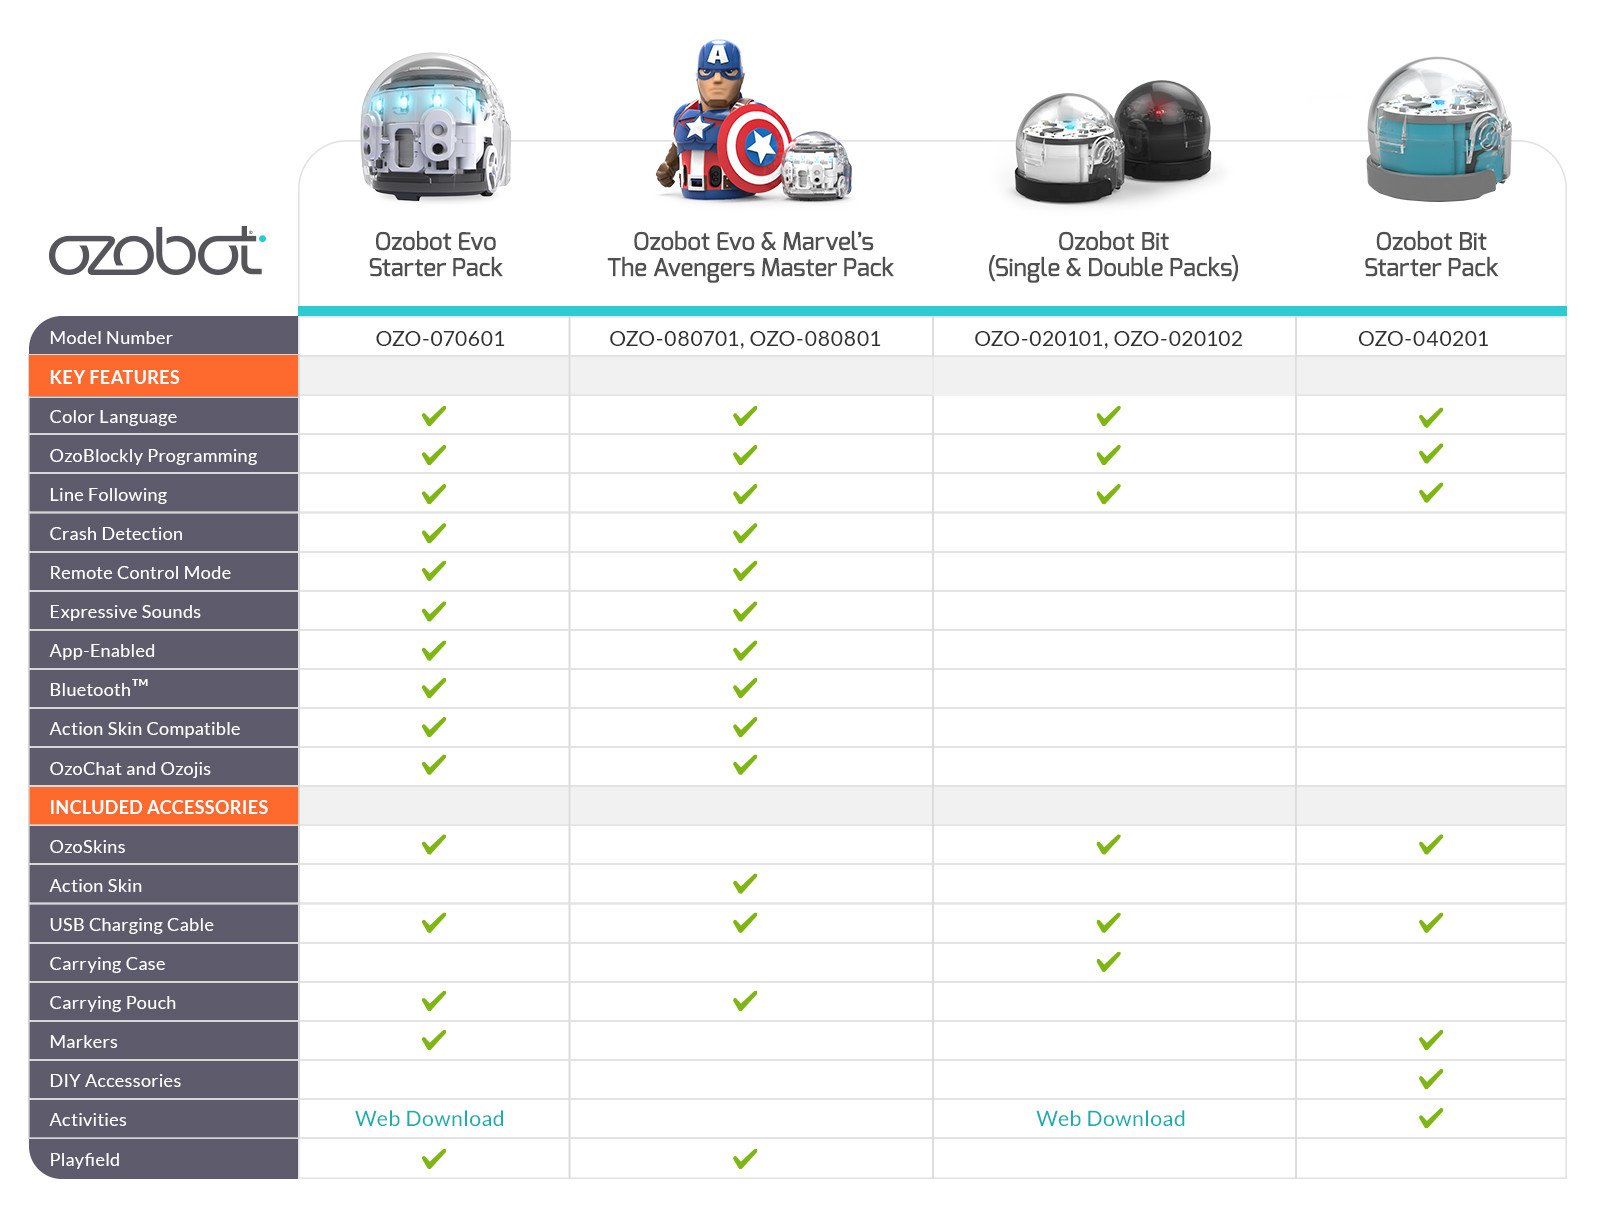 ozobot
Ozobot Evo
Starter Pack
Ozobot Evo & Marvel's
The Avengers Master Pack
Ozobot Bit
(Single & Double Packs)
Ozobot Bit
Starter Pack
Model Number OZO-070601 OZO-080701, OZO-080801 OZO-020101, OZO-020102 OZO-040201
KEY FEATURES
Color Language ✔ ✔ ✔ ✔
OzoBlockly Programming ✔ ✔ ✔ ✔
Line Following ✔ ✔ ✔ ✔
Crash Detection ✔ ✔
Remote Control Mode ✔ ✔
Expressive Sounds ✔ ✔
App-Enabled ✔ ✔
Bluetooth™ ✔ ✔
Action Skin Compatible ✔ ✔
OzoChat and Ozojis ✔ ✔
INCLUDED ACCESSORIES
OzoSkins ✔ ✔ ✔
Action Skin ✔
USB Charging Cable ✔ ✔ ✔ ✔
Carrying Case ✔
Carrying Pouch ✔ ✔
Markers ✔ ✔
DIY Accessories ✔
Activities Web Download Web Download ✔
Playfield ✔ ✔